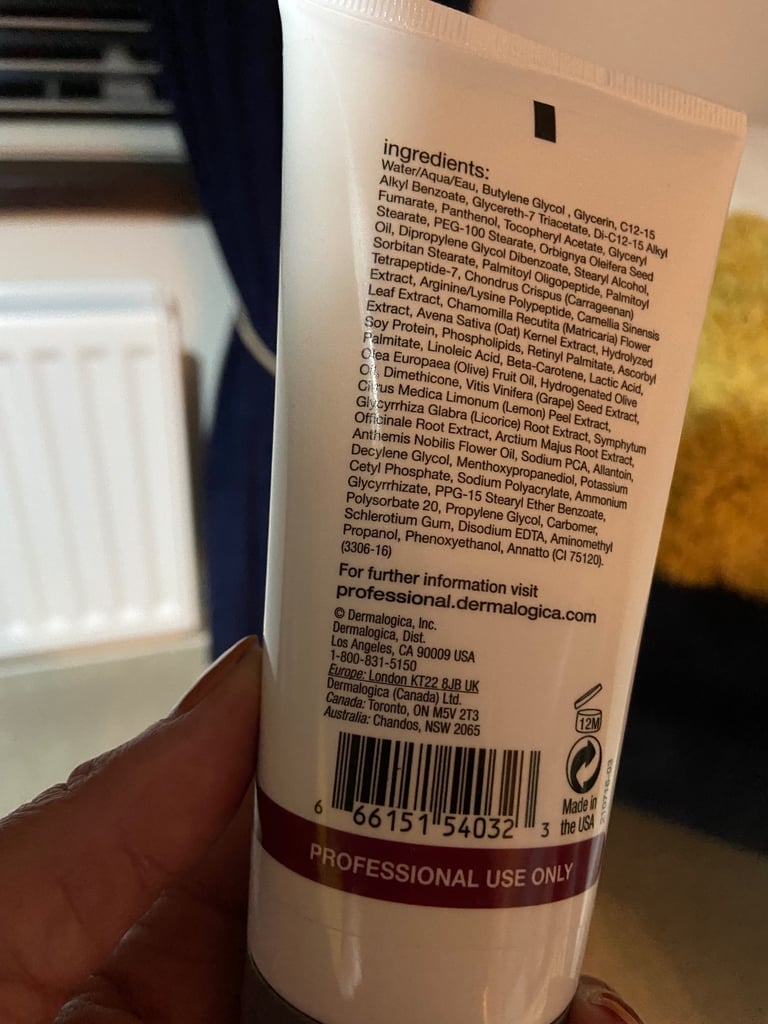 ingredients:
Water/Aqua/Eau, Butylene Glycol , Glycerin, C12-15
Alkyl Benzoate, Glycereth-7 Triacetate, Di-C12-15 Alkyl
Fumarate, Panthenol, Tocopheryl Acetate, Glyceryl
Stearate, PEG-100 Stearate, Orbignya Oleifera Seed
Oil, Dipropylene Glycol Dibenzoate, Stearyl Alcohol,
Sorbitan Stearate, Palmitoyl Oligopeptide, Palmitoyl
Tetrapeptide-7, Chondrus Crispus (Carrageenan)
Extract, Arginine/Lysine Polypeptide, Camellia Sinensis
Leaf Extract, Chamomilla Recutita (Matricaria) Flower
Extract, Avena Sativa (Oat) Kernel Extract, Hydrolyzed
Soy Protein, Phospholipids, Retinyl Palmitate, Ascorbyl
Palmitate, Linoleic Acid, Beta-Carotene, Lactic Acid,
Olea Europaea (Olive) Fruit Oil, Hydrogenated Olive
Oil, Dimethicone, Vitis Vinifera (Grape) Seed Extract,
Citrus Medica Limonum (Lemon) Peel Extract,
Glycyrrhiza Glabra (Licorice) Root Extract, Symphytum
Officinale Root Extract, Arctium Majus Root Extract,
Anthemis Nobilis Flower Oil, Sodium PCA, Allantoin,
Decylene Glycol, Menthoxypropanediol, Potassium
Cetyl Phosphate, Sodium Polyacrylate, Ammonium
Glycyrrhizate, PPG-15 Stearyl Ether Benzoate,
Polysorbate 20, Propylene Glycol, Carbomer,
Schlerotium Gum, Disodium EDTA, Aminomethyl
Propanol, Phenoxyethanol, Annatto (CI 75120).
(3306-16)
For further information visit
professional.dermalogica.com
© Dermalogica, Inc.
Dermalogica, Dist.
Los Angeles, CA 90009 USA
1-800-831-5150
Europe: London KT22 8JB UK
Dermalogica (Canada) Ltd.
Canada: Toronto, ON M5V 2T3
Australia: Chandos, NSW 2065
12M
Made in
the USA
6 66151 54032 3
PROFESSIONAL USE ONLY